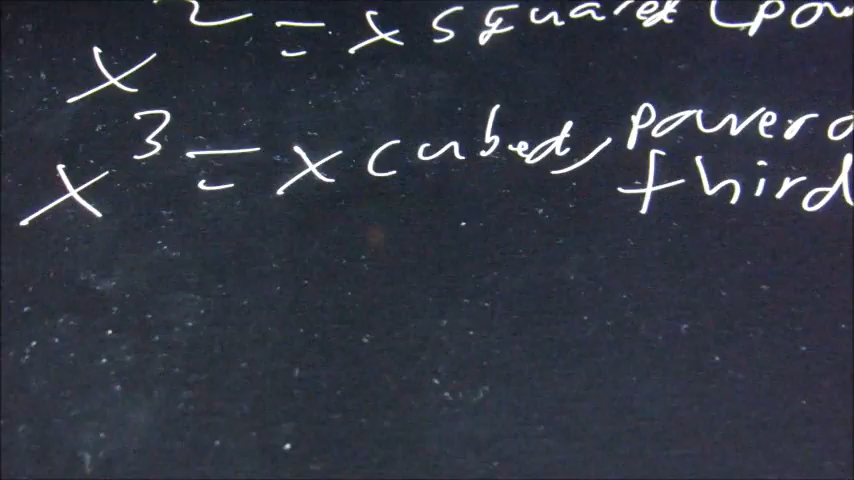 x² = x squared (pow
x³ = x cubed, power o
third